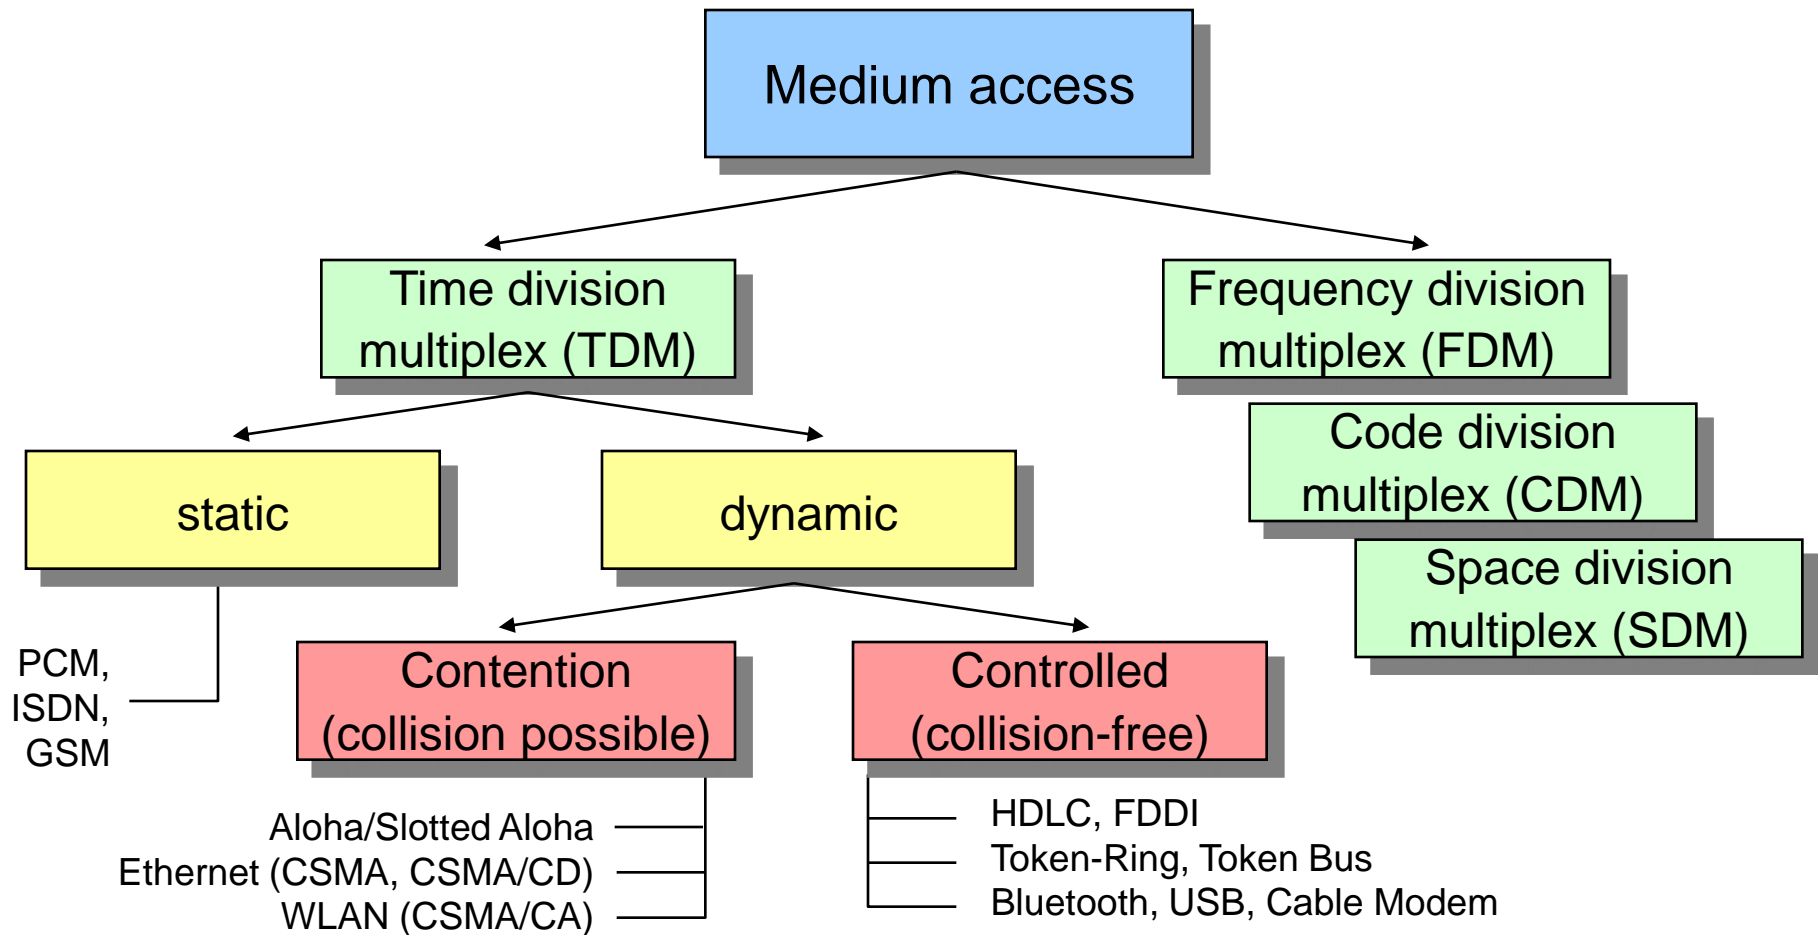 Medium access
Time division
multiplex (TDM)
Frequency division
multiplex (FDM)
Code division
multiplex (CDM)
Space division
multiplex (SDM)
static
dynamic
PCM,
ISDN,
GSM
Contention
(collision possible)
Controlled
(collision-free)
Aloha/Slotted Aloha
Ethernet (CSMA, CSMA/CD)
WLAN (CSMA/CA)
HDLC, FDDI
Token-Ring, Token Bus
Bluetooth, USB, Cable Modem